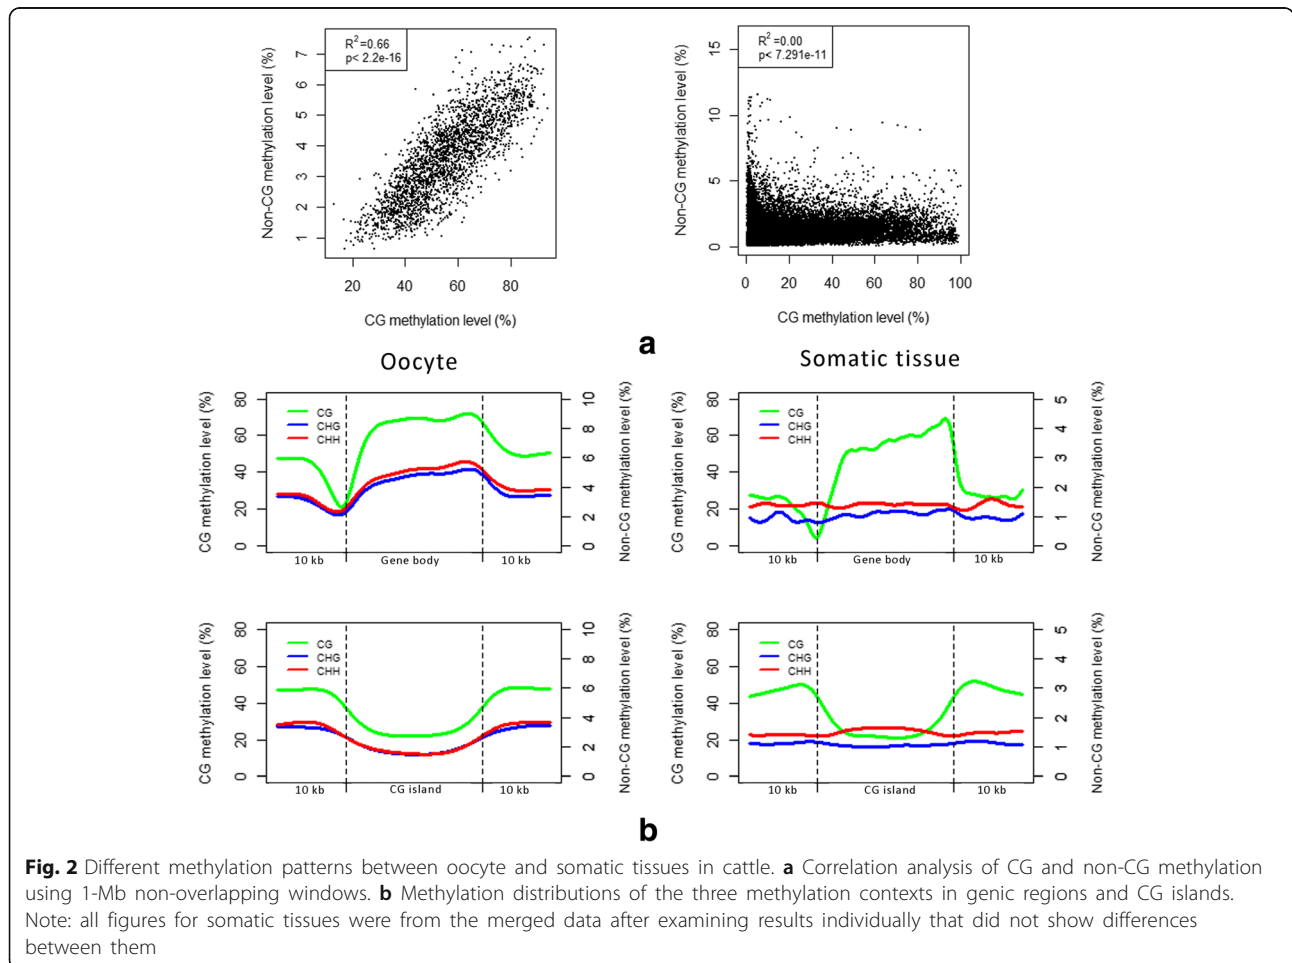 R²=0.66
p< 2.2e-16
Non-CG methylation level (%)
7
6
5
4
3
2
1
20 40 60 80
CG methylation level (%)
R²=0.00
p< 7.291e-11
Non-CG methylation level (%)
15
10
5
0
0 20 40 60 80 100
CG methylation level (%)
a
Oocyte
Somatic tissue
CG methylation level (%)
80
60
40
20
0
CG
CHG
CHH
10
8
6
4
2
0
Non-CG methylation level (%)
10 kb Gene body 10 kb
CG methylation level (%)
80
60
40
20
0
CG
CHG
CHH
5
4
3
2
1
0
Non-CG methylation level (%)
10 kb Gene body 10 kb
CG methylation level (%)
80
60
40
20
0
CG
CHG
CHH
10
8
6
4
2
0
Non-CG methylation level (%)
10 kb CG island 10 kb
CG methylation level (%)
80
60
40
20
0
CG
CHG
CHH
5
4
3
2
1
0
Non-CG methylation level (%)
10 kb CG island 10 kb
b
Fig. 2 Different methylation patterns between oocyte and somatic tissues in cattle. a Correlation analysis of CG and non-CG methylation
using 1-Mb non-overlapping windows. b Methylation distributions of the three methylation contexts in genic regions and CG islands.
Note: all figures for somatic tissues were from the merged data after examining results individually that did not show differences
between them